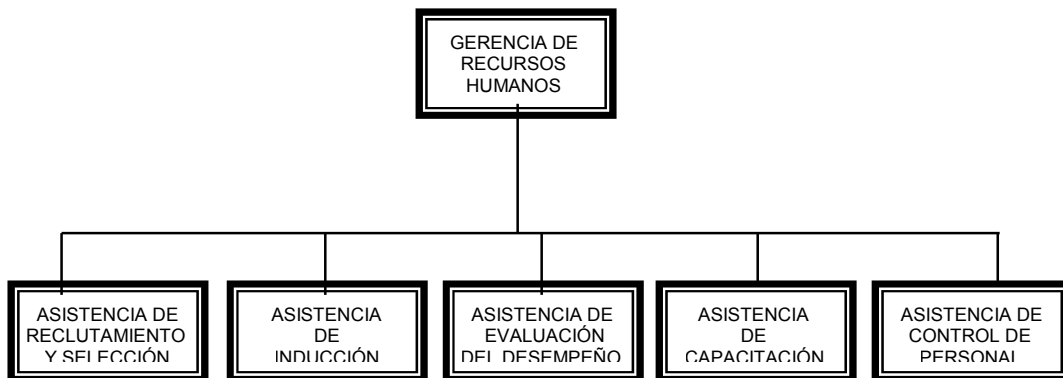 GERENCIA DE
RECURSOS
HUMANOS
ASISTENCIA DE
RECLUTAMIENTO
Y SELECCIÓN
ASISTENCIA
DE
INDUCCIÓN
ASISTENCIA DE
EVALUACIÓN
DEL DESEMPEÑO
ASISTENCIA
DE
CAPACITACIÓN
ASISTENCIA DE
CONTROL DE
PERSONAL